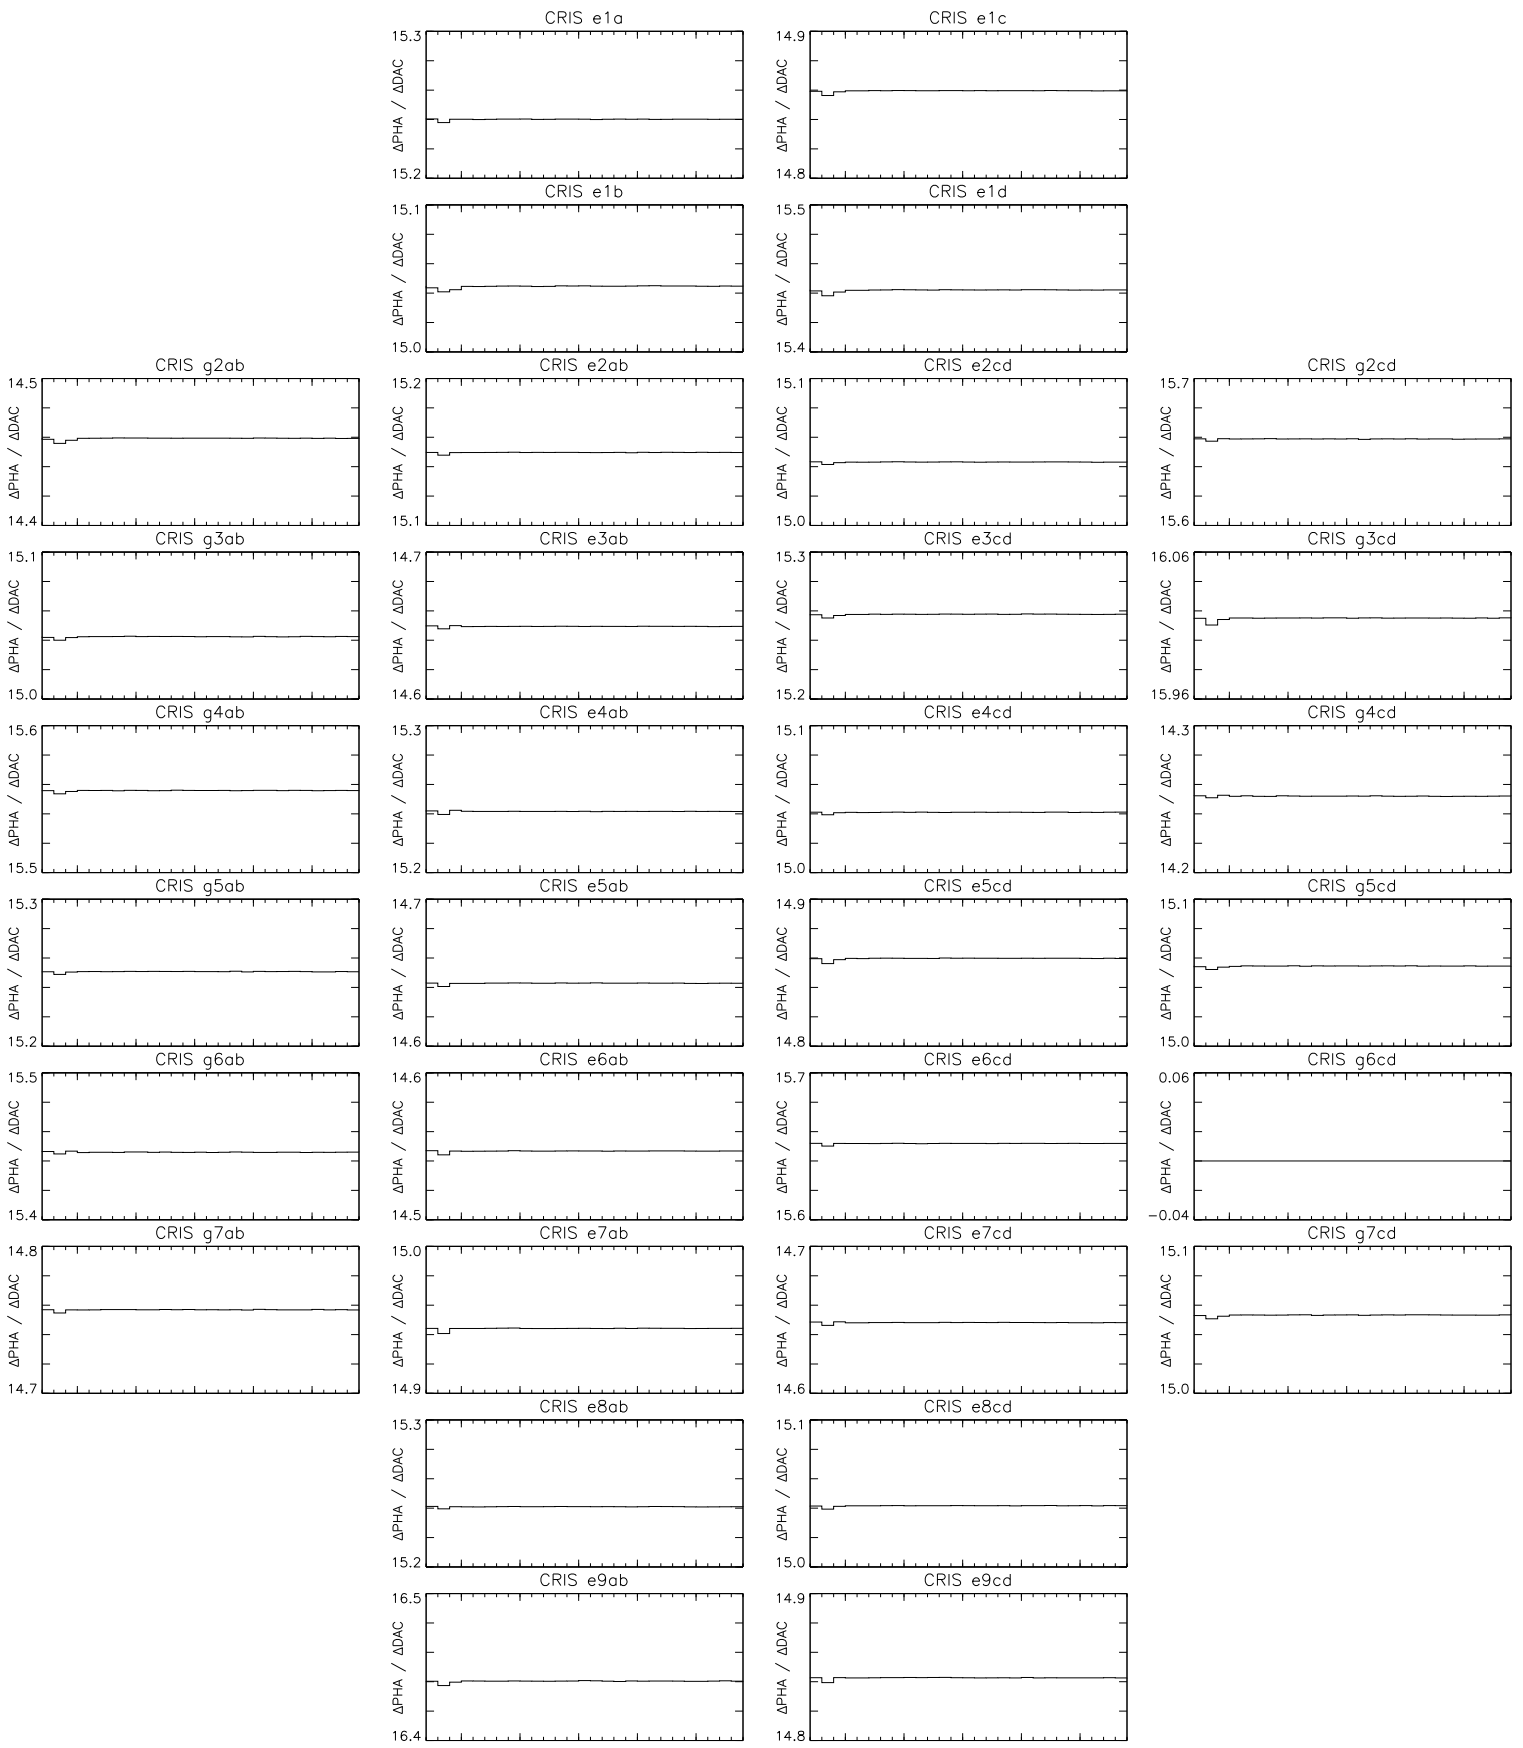 CRIS e1a
15.3
ΔPHA / ΔDAC
15.2
CRIS e1c
14.9
ΔPHA / ΔDAC
14.8
CRIS e1b
15.1
ΔPHA / ΔDAC
15.0
CRIS e1d
15.5
ΔPHA / ΔDAC
15.4
CRIS g2ab
14.5
ΔPHA / ΔDAC
14.4
CRIS e2ab
15.2
ΔPHA / ΔDAC
15.1
CRIS e2cd
15.1
ΔPHA / ΔDAC
15.0
CRIS g2cd
15.7
ΔPHA / ΔDAC
15.6
CRIS g3ab
15.1
ΔPHA / ΔDAC
15.0
CRIS e3ab
14.7
ΔPHA / ΔDAC
14.6
CRIS e3cd
15.3
ΔPHA / ΔDAC
15.2
CRIS g3cd
16.06
ΔPHA / ΔDAC
15.96
CRIS g4ab
15.6
ΔPHA / ΔDAC
15.5
CRIS e4ab
15.3
ΔPHA / ΔDAC
15.2
CRIS e4cd
15.1
ΔPHA / ΔDAC
15.0
CRIS g4cd
14.3
ΔPHA / ΔDAC
14.2
CRIS g5ab
15.3
ΔPHA / ΔDAC
15.2
CRIS e5ab
14.7
ΔPHA / ΔDAC
14.6
CRIS e5cd
14.9
ΔPHA / ΔDAC
14.8
CRIS g5cd
15.1
ΔPHA / ΔDAC
15.0
CRIS g6ab
15.5
ΔPHA / ΔDAC
15.4
CRIS e6ab
14.6
ΔPHA / ΔDAC
14.5
CRIS e6cd
15.7
ΔPHA / ΔDAC
15.6
CRIS g6cd
0.06
ΔPHA / ΔDAC
−0.04
CRIS g7ab
14.8
ΔPHA / ΔDAC
14.7
CRIS e7ab
15.0
ΔPHA / ΔDAC
14.9
CRIS e7cd
14.7
ΔPHA / ΔDAC
14.6
CRIS g7cd
15.1
ΔPHA / ΔDAC
15.0
CRIS e8ab
15.3
ΔPHA / ΔDAC
15.2
CRIS e8cd
15.1
ΔPHA / ΔDAC
15.0
CRIS e9ab
16.5
ΔPHA / ΔDAC
16.4
CRIS e9cd
14.9
ΔPHA / ΔDAC
14.8